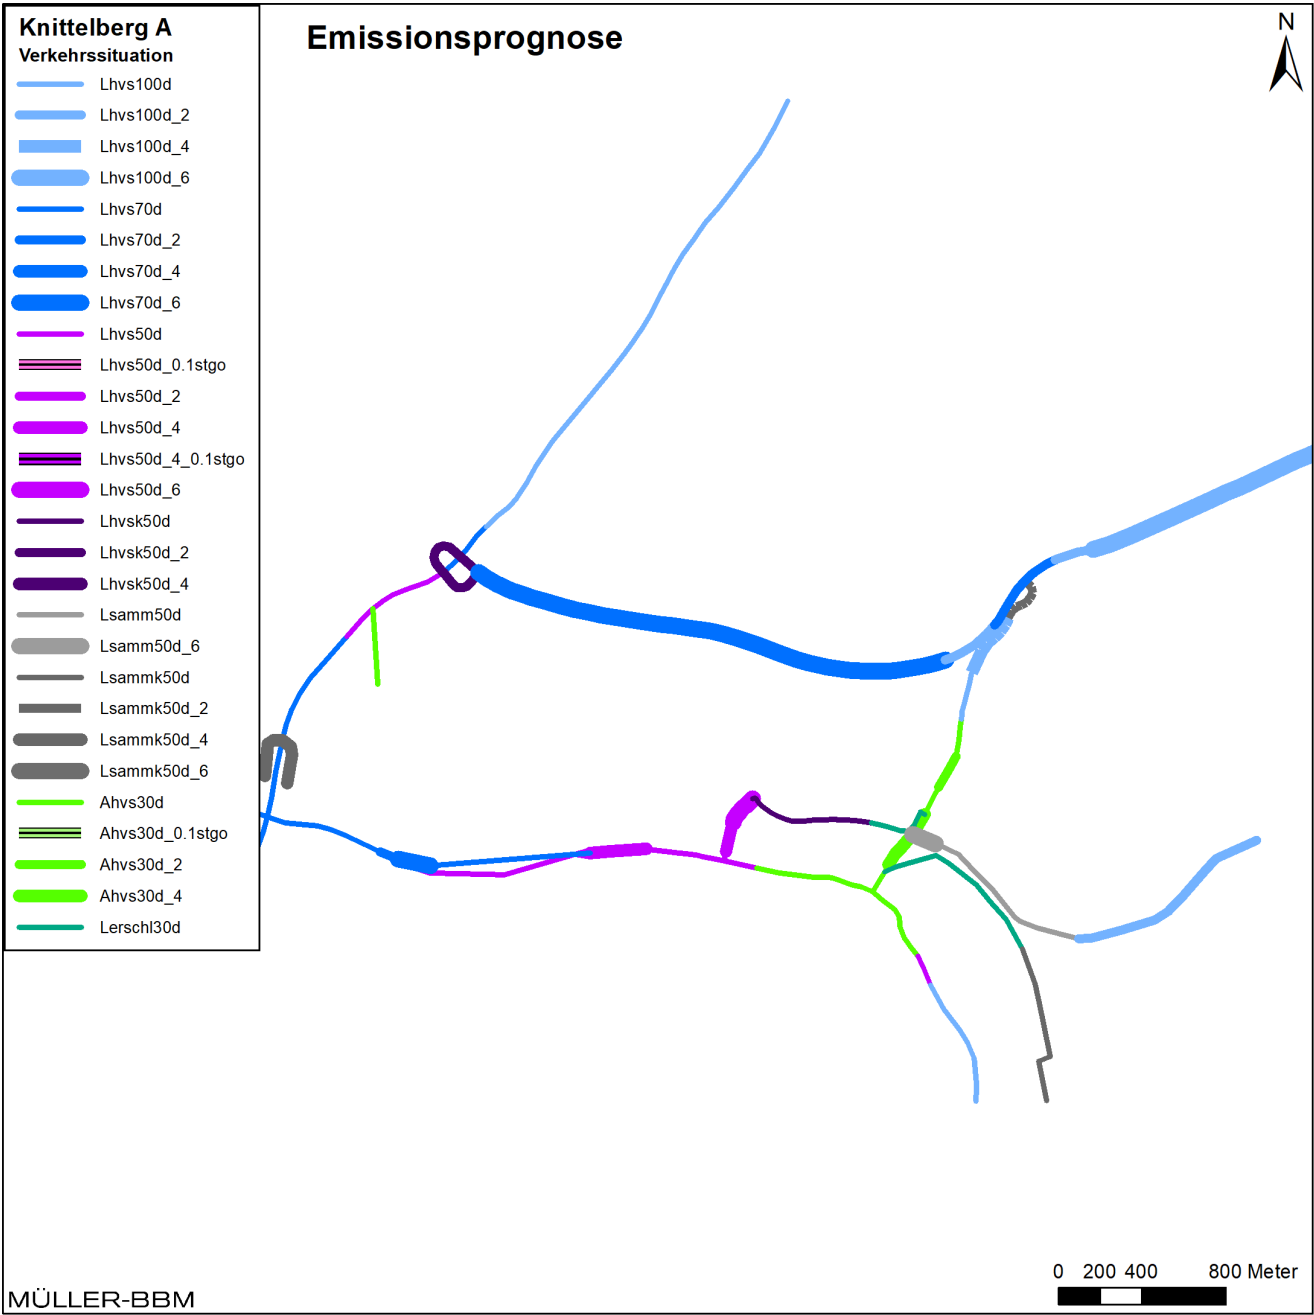 Knittelberg A
Verkehrssituation
Lhvs100d
Lhvs100d_2
Lhvs100d_4
Lhvs100d_6
Lhvs70d
Lhvs70d_2
Lhvs70d_4
Lhvs70d_6
Lhvs50d
Lhvs50d_0.1stgo
Lhvs50d_2
Lhvs50d_4
Lhvs50d_4_0.1stgo
Lhvs50d_6
Lhvsk50d
Lhvsk50d_2
Lhvsk50d_4
Lsamm50d
Lsamm50d_6
Lsammk50d
Lsammk50d_2
Lsammk50d_4
Lsammk50d_6
Ahvs30d
Ahvs30d_0.1stgo
Ahvs30d_2
Ahvs30d_4
Lerschl30d
Emissionsprognose
N
0 200 400 800 Meter
MÜLLER-BBM